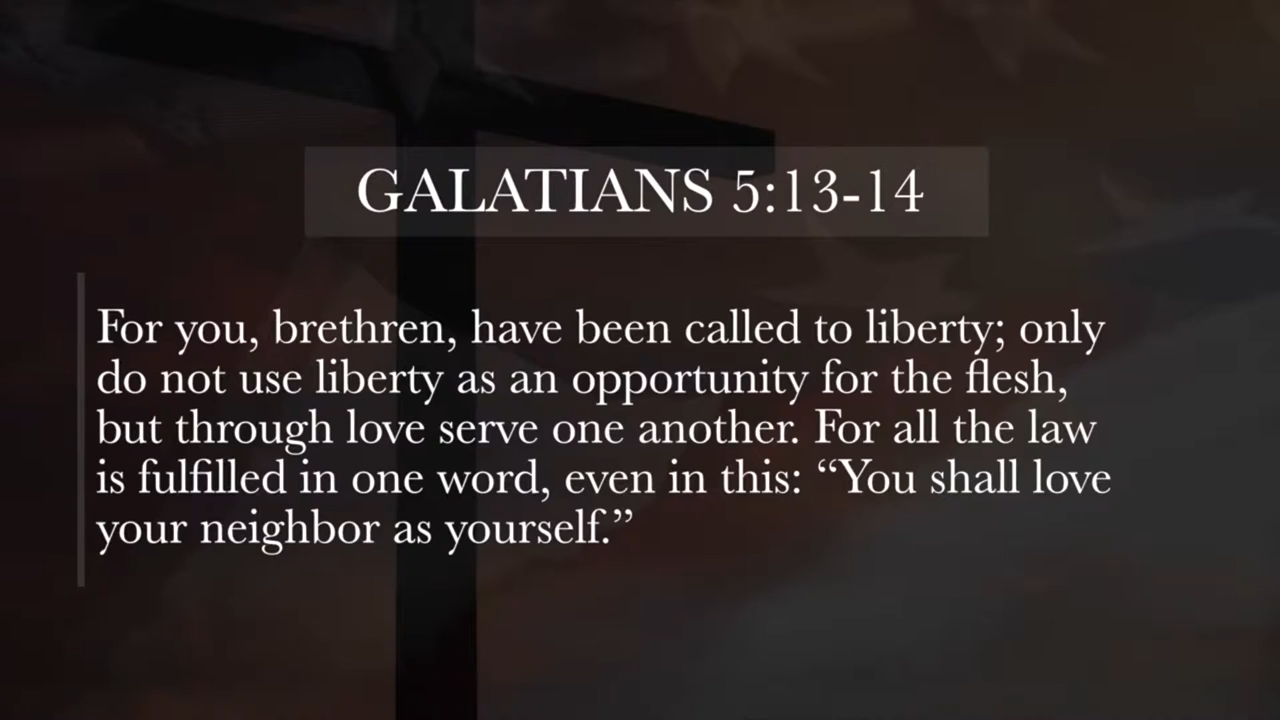 GALATIANS 5:13-14
For you, brethren, have been called to liberty; only
do not use liberty as an opportunity for the flesh,
but through love serve one another. For all the law
is fulfilled in one word, even in this: “You shall love
your neighbor as yourself.”